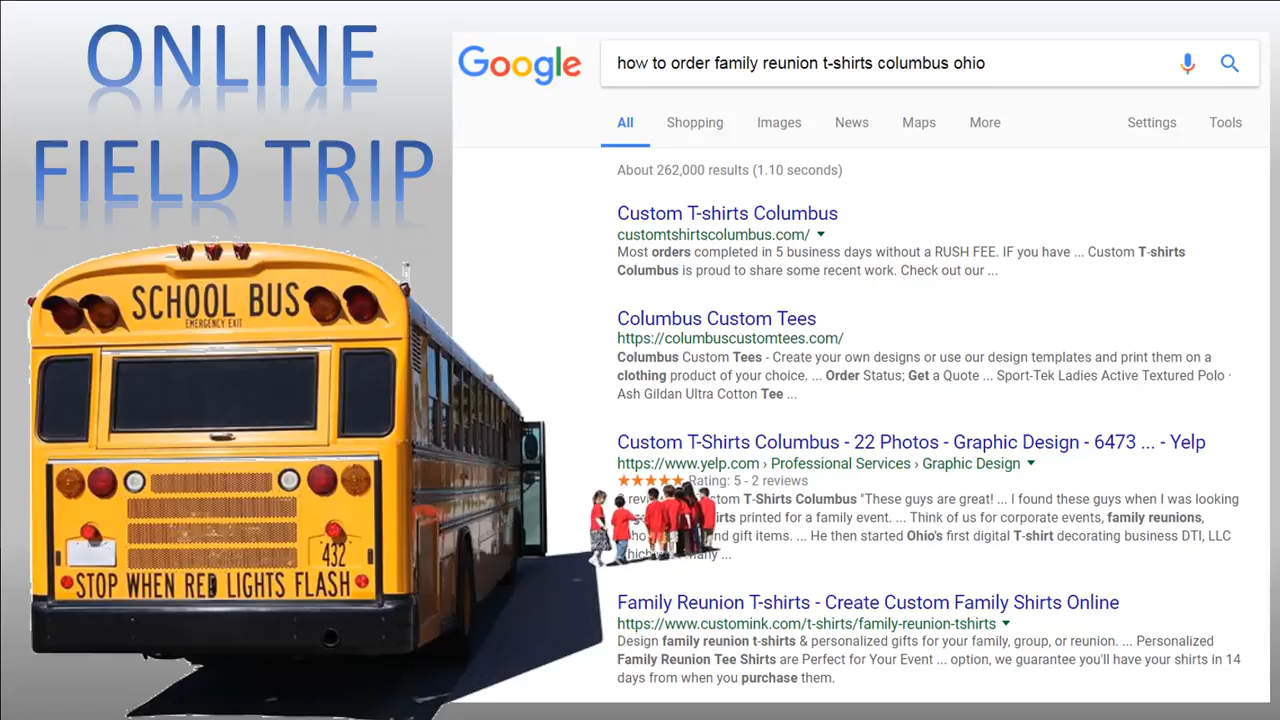 ONLINE
FIELD TRIP
SCHOOL BUS
EMERGENCY EXIT
432
STOP WHEN RED LIGHTS FLASH
Google
how to order family reunion t-shirts columbus ohio
All Shopping Images News Maps More Settings Tools
About 262,000 results (1.10 seconds)
Custom T-shirts Columbus
customtshirtscolumbus.com/
Most orders completed in 5 business days without a RUSH FEE. IF you have ... Custom T-shirts
Columbus is proud to share some recent work. Check out our ...
Columbus Custom Tees
https://columbuscustomtees.com/
Columbus Custom Tees - Create your own designs or use our design templates and print them on a
clothing product of your choice. ... Order Status; Get a Quote ... Sport-Tek Ladies Active Textured Polo ·
Ash Gildan Ultra Cotton Tee ...
Custom T-Shirts Columbus - 22 Photos - Graphic Design - 6473 ... - Yelp
https://www.yelp.com › Professional Services › Graphic Design
Rating: 5 - 2 reviews
T-Shirts Columbus "These guys are great! ... I found these guys when I was looking
printed for a family event. ... Think of us for corporate events, family reunions,
and gift items. ... He then started Ohio's first digital T-shirt decorating business DTI, LLC
...
Family Reunion T-shirts - Create Custom Family Shirts Online
https://www.customink.com/t-shirts/family-reunion-tshirts
Design family reunion t-shirts & personalized gifts for your family, group, or reunion. ... Personalized
Family Reunion Tee Shirts are Perfect for Your Event ... option, we guarantee you'll have your shirts in 14
days from when you purchase them.